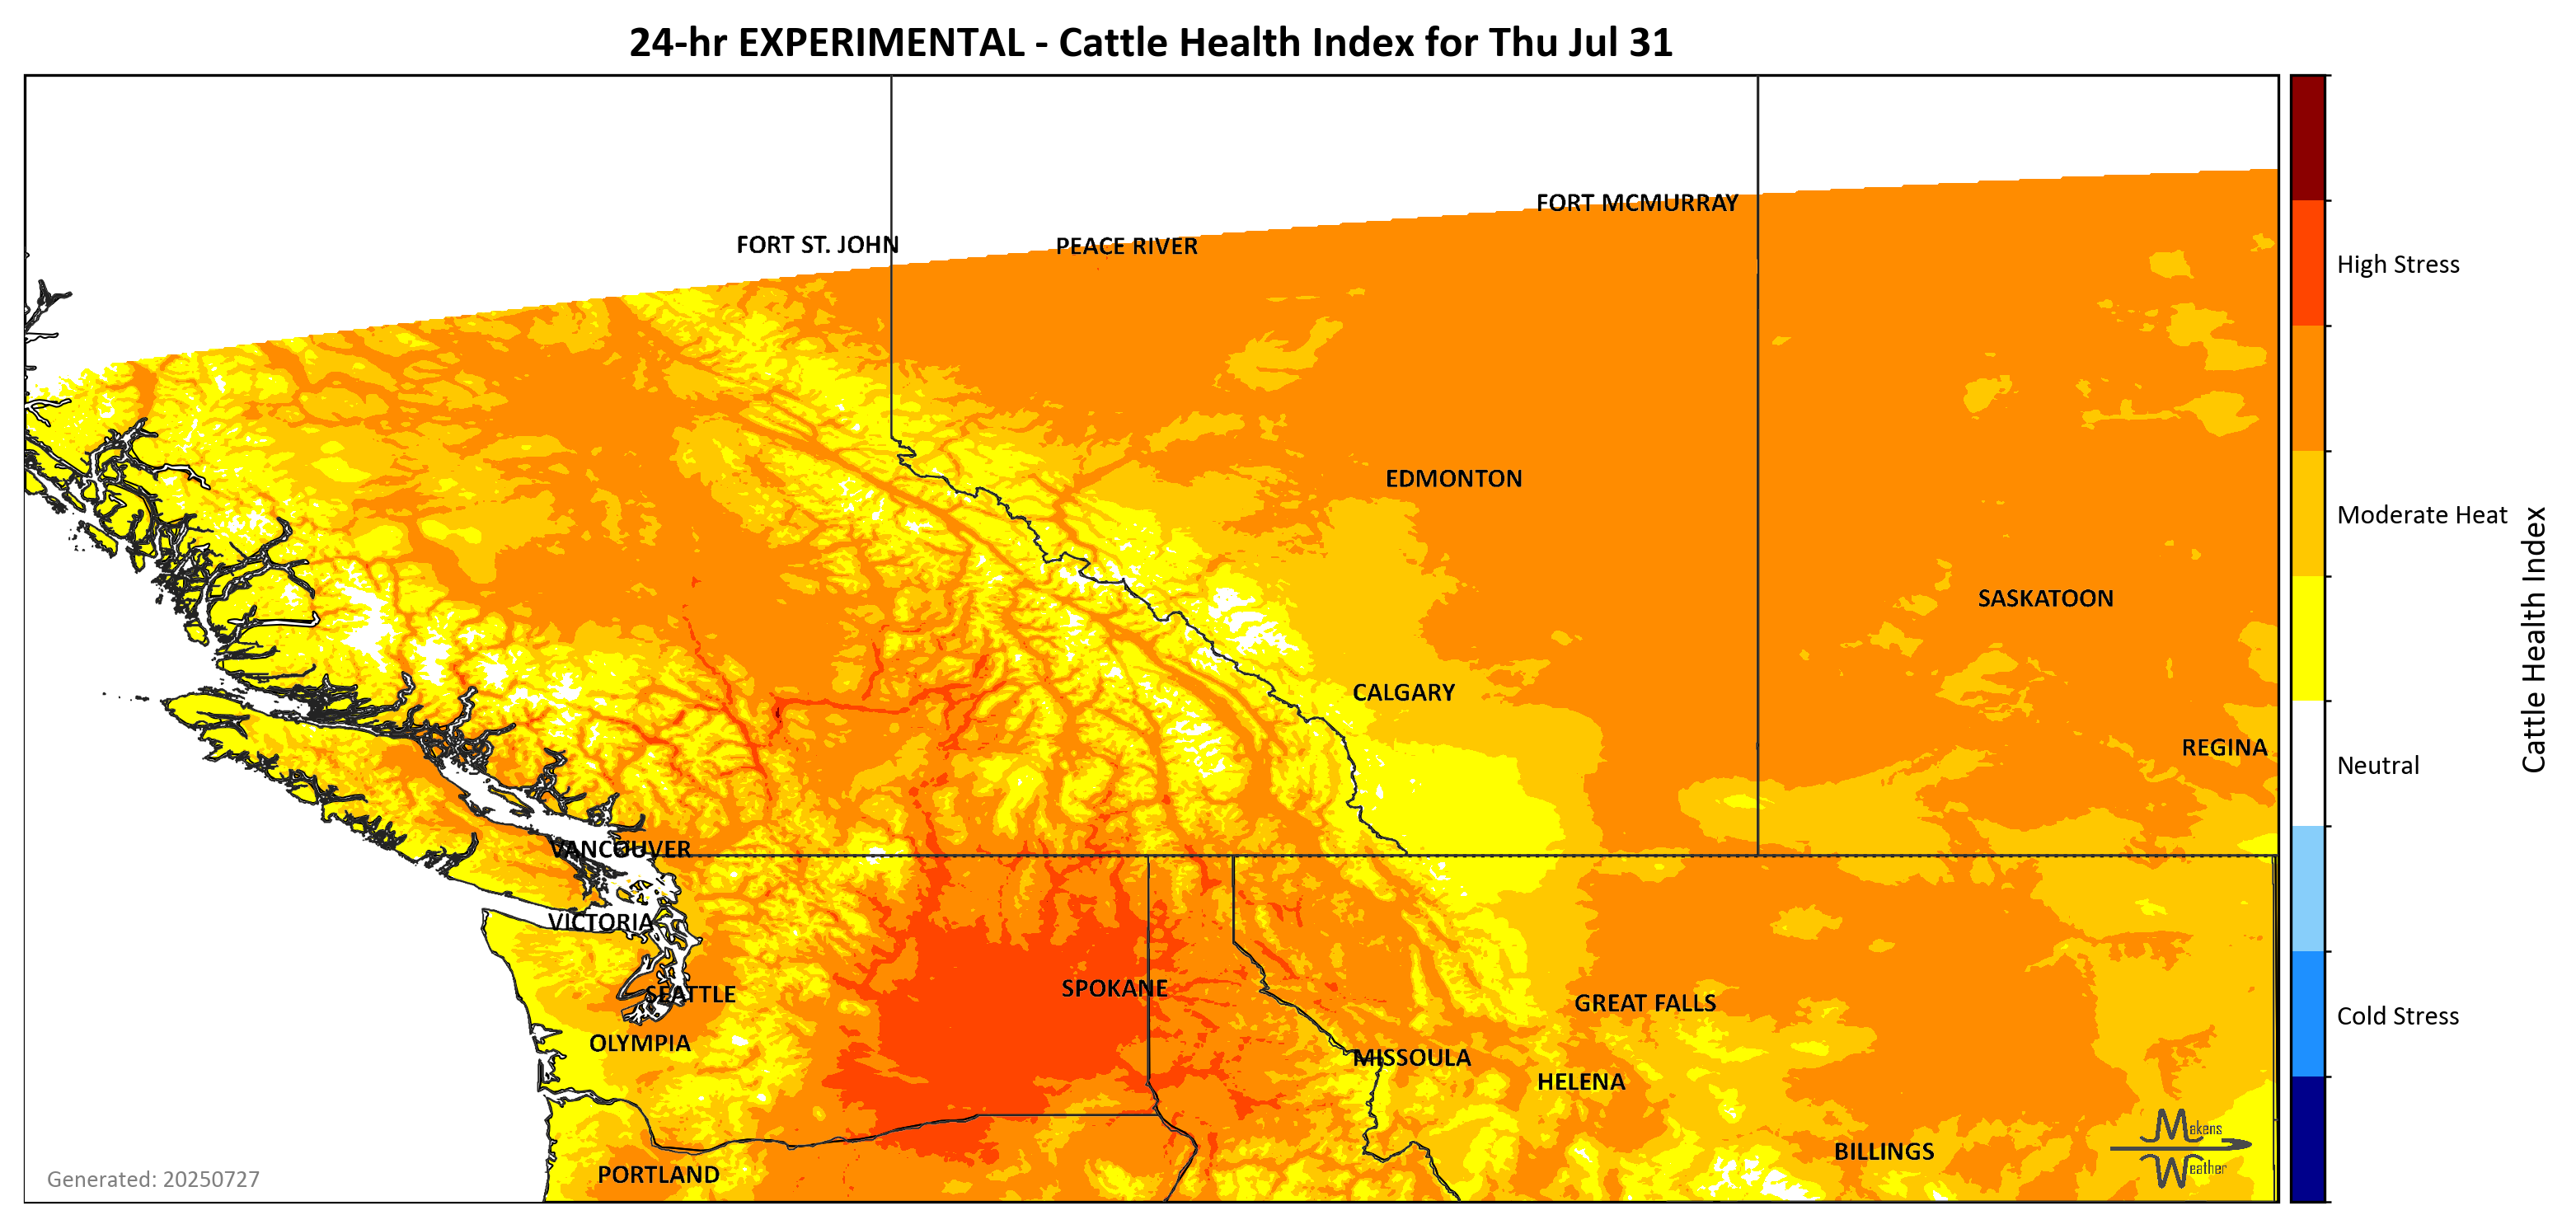 24-hr EXPERIMENTAL - Cattle Health Index for Thu Jul 31
FORT MCMURRAY
FORT ST. JOHN
PEACE RIVER
High Stress
EDMONTON
Moderate Heat
SASKATOON
Cattle Health Index
CALGARY
REGINA
Neutral
VANCOUVER
VICTORIA
SPOKANE
SEATTLE
GREAT FALLS
Cold Stress
OLYMPIA
MISSOULA
HELENA
Makens
Weather
BILLINGS
PORTLAND
Generated: 20250727